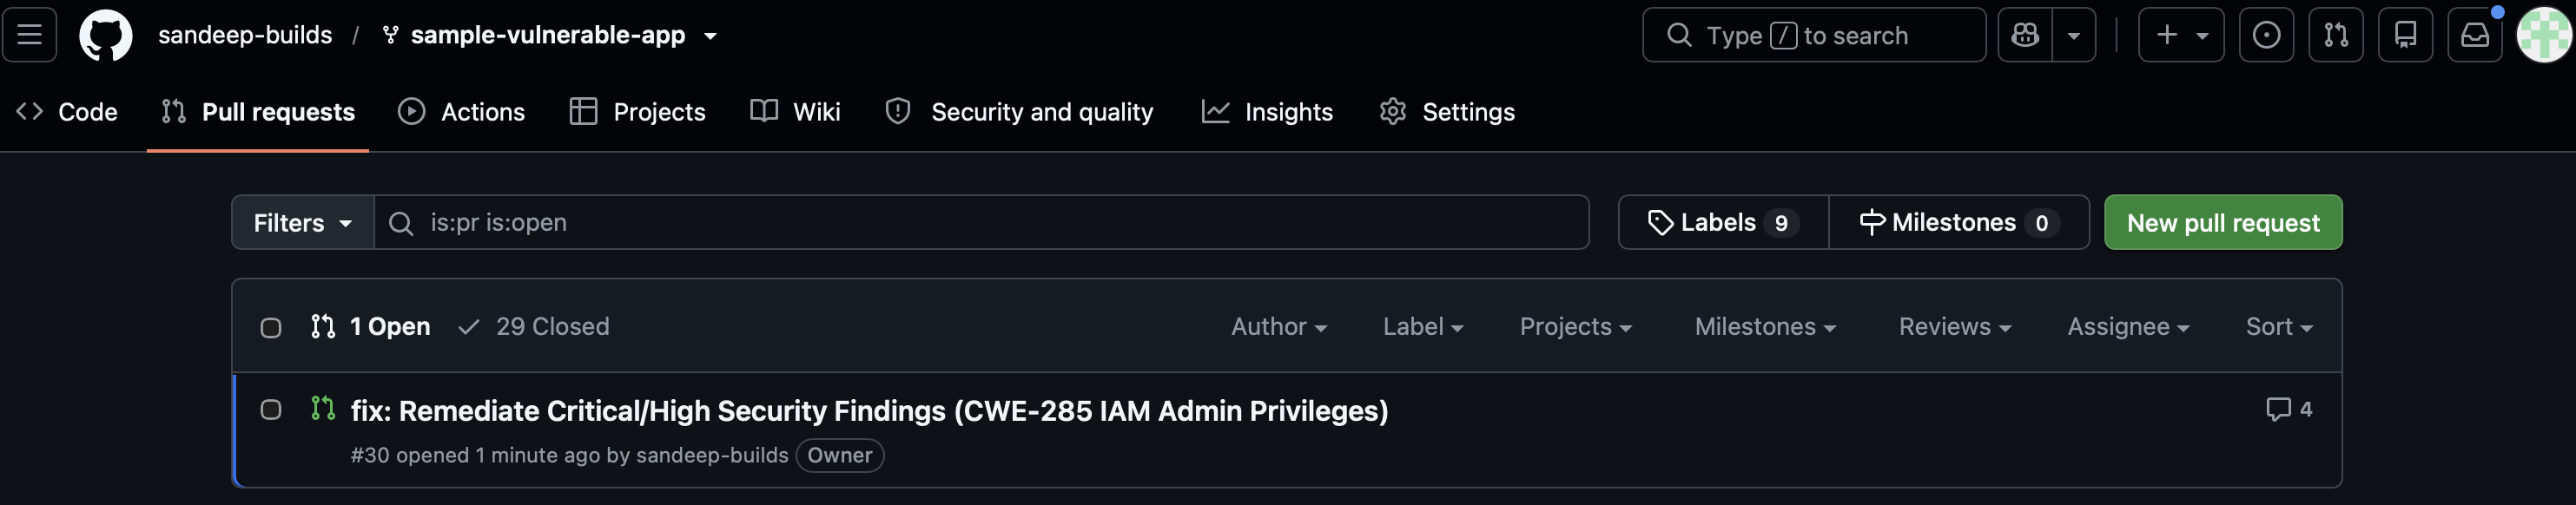 sandeep-builds / sample-vulnerable-app
Type / to search
Code Pull requests Actions Projects Wiki Security and quality Insights Settings
Filters is:pr is:open Labels 9 Milestones 0 New pull request
1 Open 29 Closed Author Label Projects Milestones Reviews Assignee Sort
fix: Remediate Critical/High Security Findings (CWE-285 IAM Admin Privileges) 4
#30 opened 1 minute ago by sandeep-builds Owner